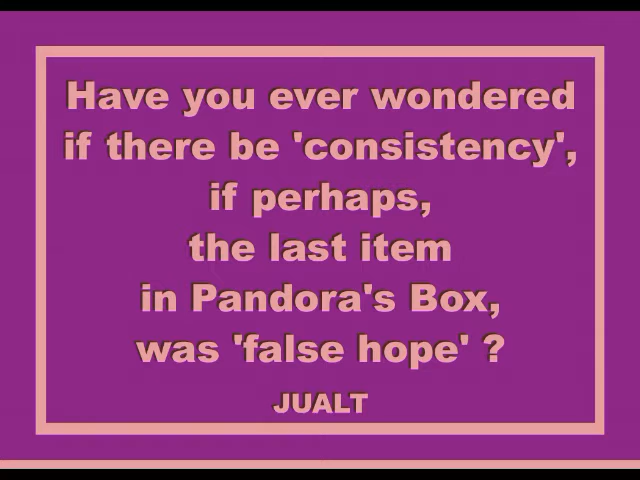 Have you ever wondered
if there be 'consistency',
if perhaps,
the last item
in Pandora's Box,
was 'false hope' ?
JUALT